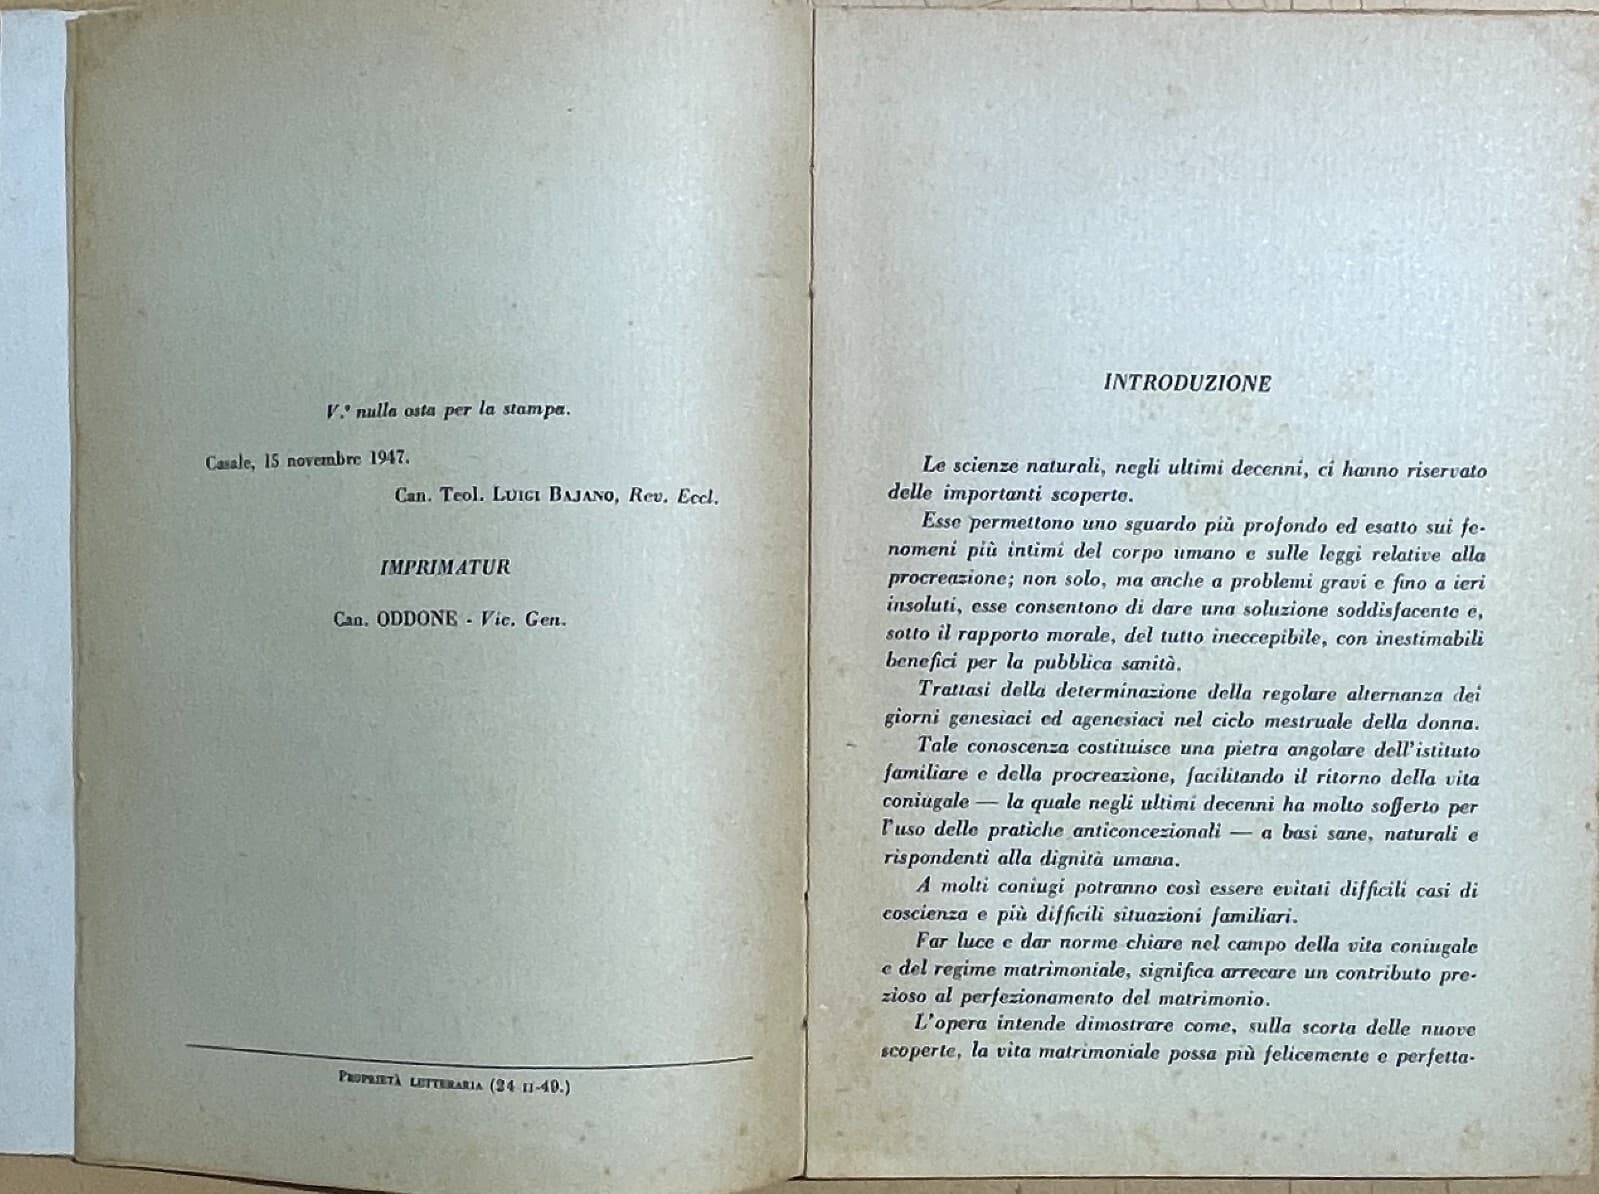 V.º nulla osta per la stampa.
Casale, 15 novembre 1947.
Can. Teol. LUIGI BAJANO, Rev. Eccl.
IMPRIMATUR
Can. ODDONE - Vic. Gen.
PROPRIETÀ LETTERARIA (24 II-49.)
INTRODUZIONE
Le scienze naturali, negli ultimi decenni, ci hanno riservato
delle importanti scoperte.
Esse permettono uno sguardo più profondo ed esatto sui fe-
nomeni più intimi del corpo umano e sulle leggi relative alla
procreazione; non solo, ma anche a problemi gravi e fino a ieri
insoluti, esse consentono di dare una soluzione soddisfacente e,
sotto il rapporto morale, del tutto ineccepibile, con inestimabili
benefici per la pubblica sanità.
Trattasi della determinazione della regolare alternanza dei
giorni genesiaci ed agenesiaci nel ciclo mestruale della donna.
Tale conoscenza costituisce una pietra angolare dell'istituto
familiare e della procreazione, facilitando il ritorno della vita
coniugale — la quale negli ultimi decenni ha molto sofferto per
l'uso delle pratiche anticoncezionali — a basi sane, naturali e
rispondenti alla dignità umana.
A molti coniugi potranno così essere evitati difficili casi di
coscienza e più difficili situazioni familiari.
Far luce e dar norme chiare nel campo della vita coniugale
e del regime matrimoniale, significa arrecare un contributo pre-
zioso al perfezionamento del matrimonio.
L'opera intende dimostrare come, sulla scorta delle nuove
scoperte, la vita matrimoniale possa più felicemente e perfetta-